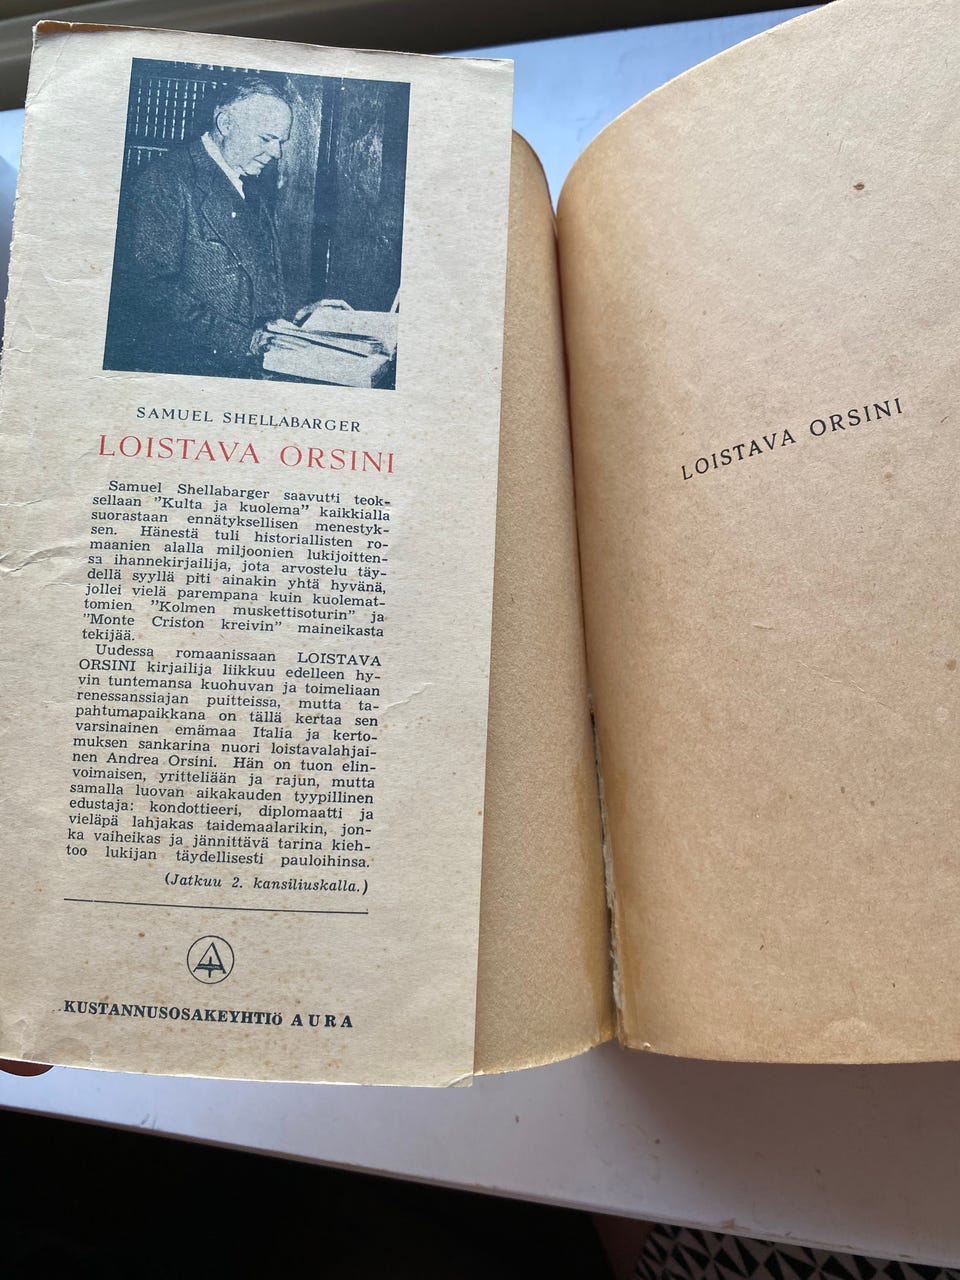 SAMUEL SHELLABARGER
LOISTAVA ORSINI
Samuel Shellabarger saavutti teok-
sellaan "Kulta ja kuolema" kaikkialla
suorastaan ennätyksellisen menestyk-
sen. Hänestä tuli historiallisten ro-
maanien alalla miljoonien lukijoitten-
sa ihannekirjailija, jota arvostelu täy-
dellä syyllä piti ainakin yhtä hyvänä,
jollei vielä parempana kuin kuolemat-
tomien "Kolmen muskettisoturin" ja
"Monte Criston kreivin" maineikasta
tekijää.
Uudessa romaanissaan LOISTAVA
ORSINI kirjailija liikkuu edelleen hy-
vin tuntemansa kuohuvan ja toimeliaan
renessanssiajan puitteissa, mutta ta-
pahtumapaikkana on tällä kertaa sen
varsinainen emämaa Italia ja kerto-
muksen sankarina nuori loistavalahjai-
nen Andrea Orsini. Hän on tuon elin-
voimaisen, yritteliään ja rajun, mutta
samalla luovan aikakauden tyypillinen
edustaja: kondottieeri, diplomaatti ja
vieläpä lahjakas taidemaalarikin, jon-
ka vaiheikas ja jännittävä tarina kieh-
too lukijan täydellisesti pauloihinsa.
(Jatkuu 2. kansiliuskalla.)
KUSTANNUSOSAKEYHTIö AURA
LOISTAVA ORSINI